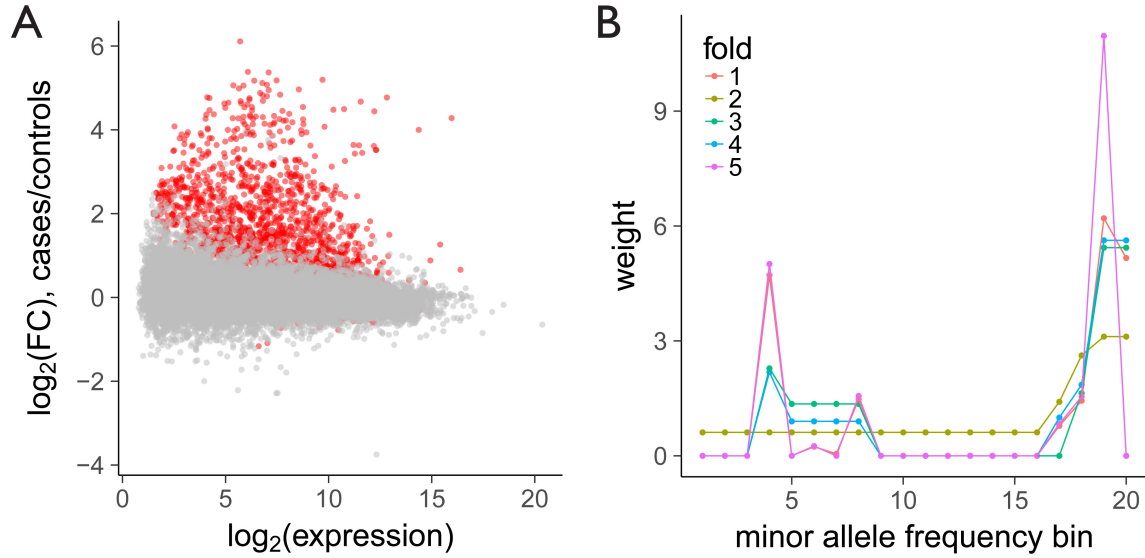 A
log2(FC), cases/controls
6
4
2
0
−2
−4
0 5 10 15 20
log2(expression)
B
weight
fold
1
2
3
4
5
9
6
3
0
5 10 15 20
minor allele frequency bin